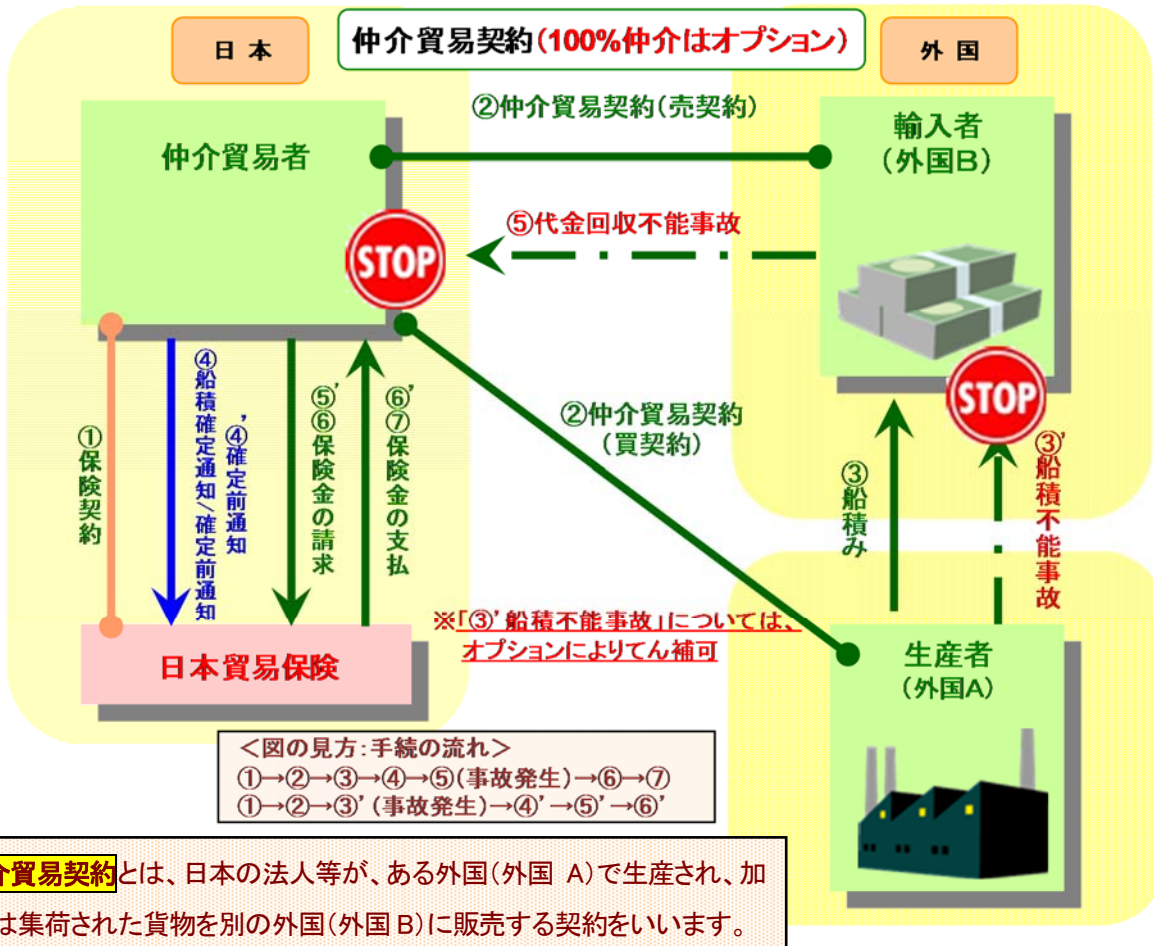 日本
仲介貿易契約(100%仲介はオプション)
外国
②仲介貿易契約(売契約)
仲介貿易者
輸入者
(外国B)
⑤代金回収不能事故
STOP
STOP
①保険契約
④船積確定通知/確定前通知
④'確定前通知
⑤'
⑥保険金の請求
⑥'
⑦保険金の支払
②仲介貿易契約
(買契約)
③船積み
③'船積不能事故
※「③'船積不能事故」については、
オプションによりてん補可
日本貿易保険
生産者
(外国A)
<図の見方:手続の流れ>
①→②→③→④→⑤(事故発生)→⑥→⑦
①→②→③'(事故発生)→④'→⑤'→⑥'
介貿易契約とは、日本の法人等が、ある外国(外国 A)で生産され、加
は集荷された貨物を別の外国(外国 B)に販売する契約をいいます。